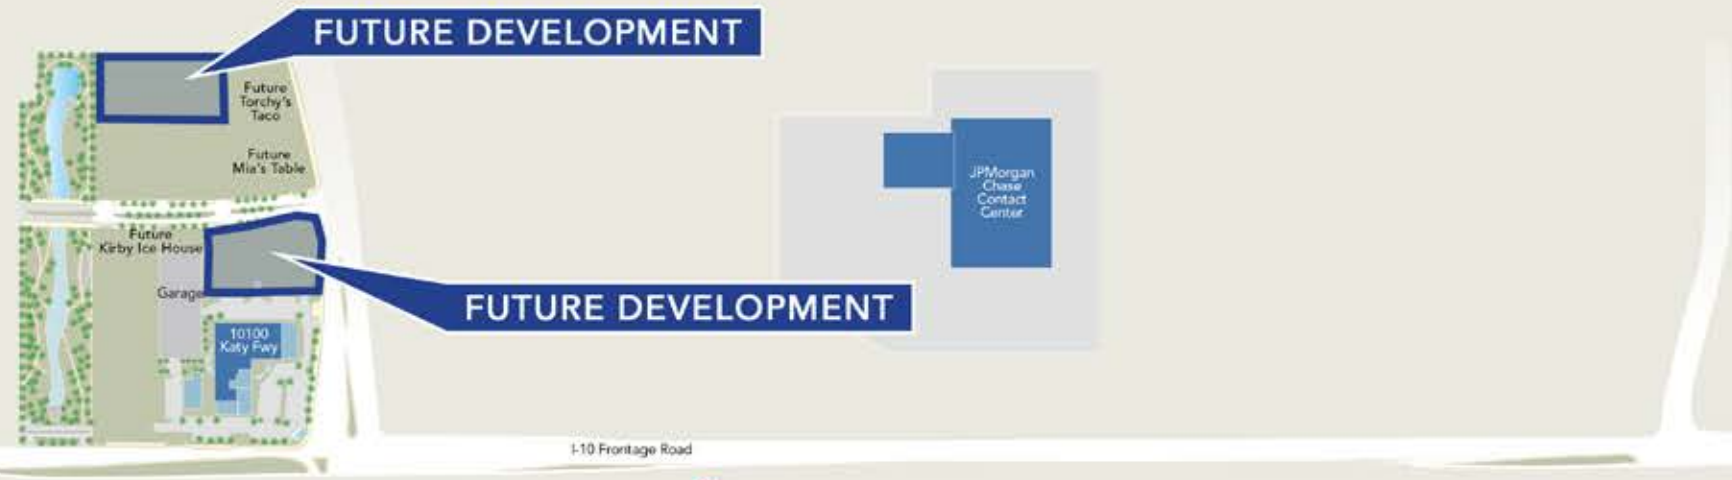 FUTURE DEVELOPMENT
Future
Torchy's
Taco
Future
Mia's Table
JPMorgan
Chase
Contact
Center
Future
Kirby Ice House
Garage
FUTURE DEVELOPMENT
10100
Katy Fwy
I-10 Frontage Road